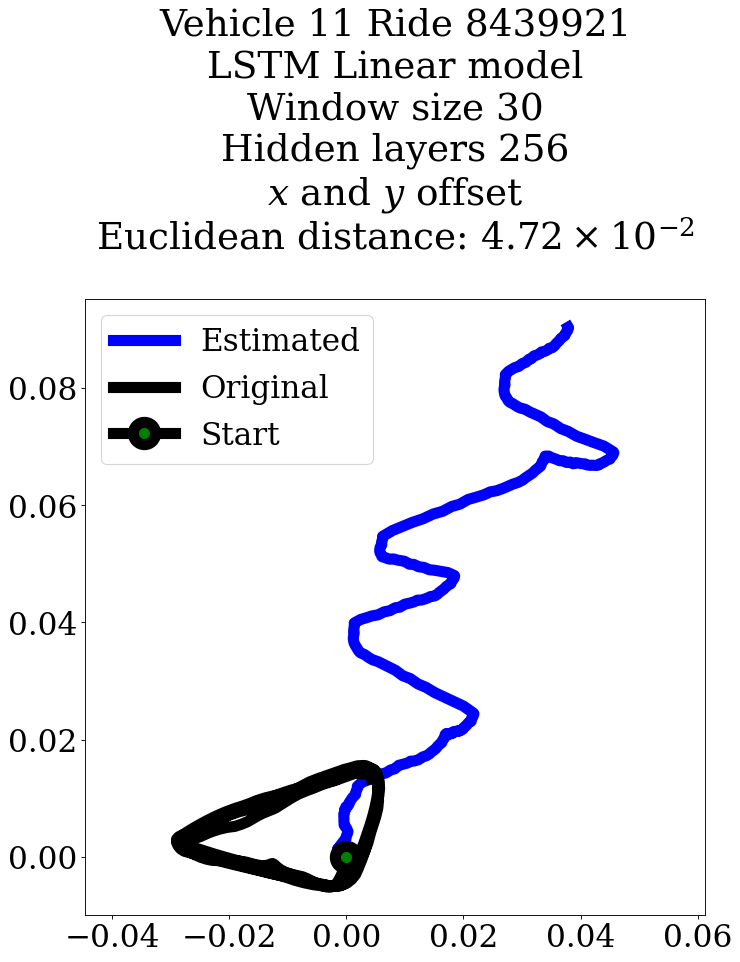 Vehicle 11 Ride 8439921
LSTM Linear model
Window size 30
Hidden layers 256
x and y offset
Euclidean distance: 4.72 × 10⁻²
Estimated
Original
Start
0.08
0.06
0.04
0.02
0.00
−0.04 −0.02 0.00 0.02 0.04 0.06